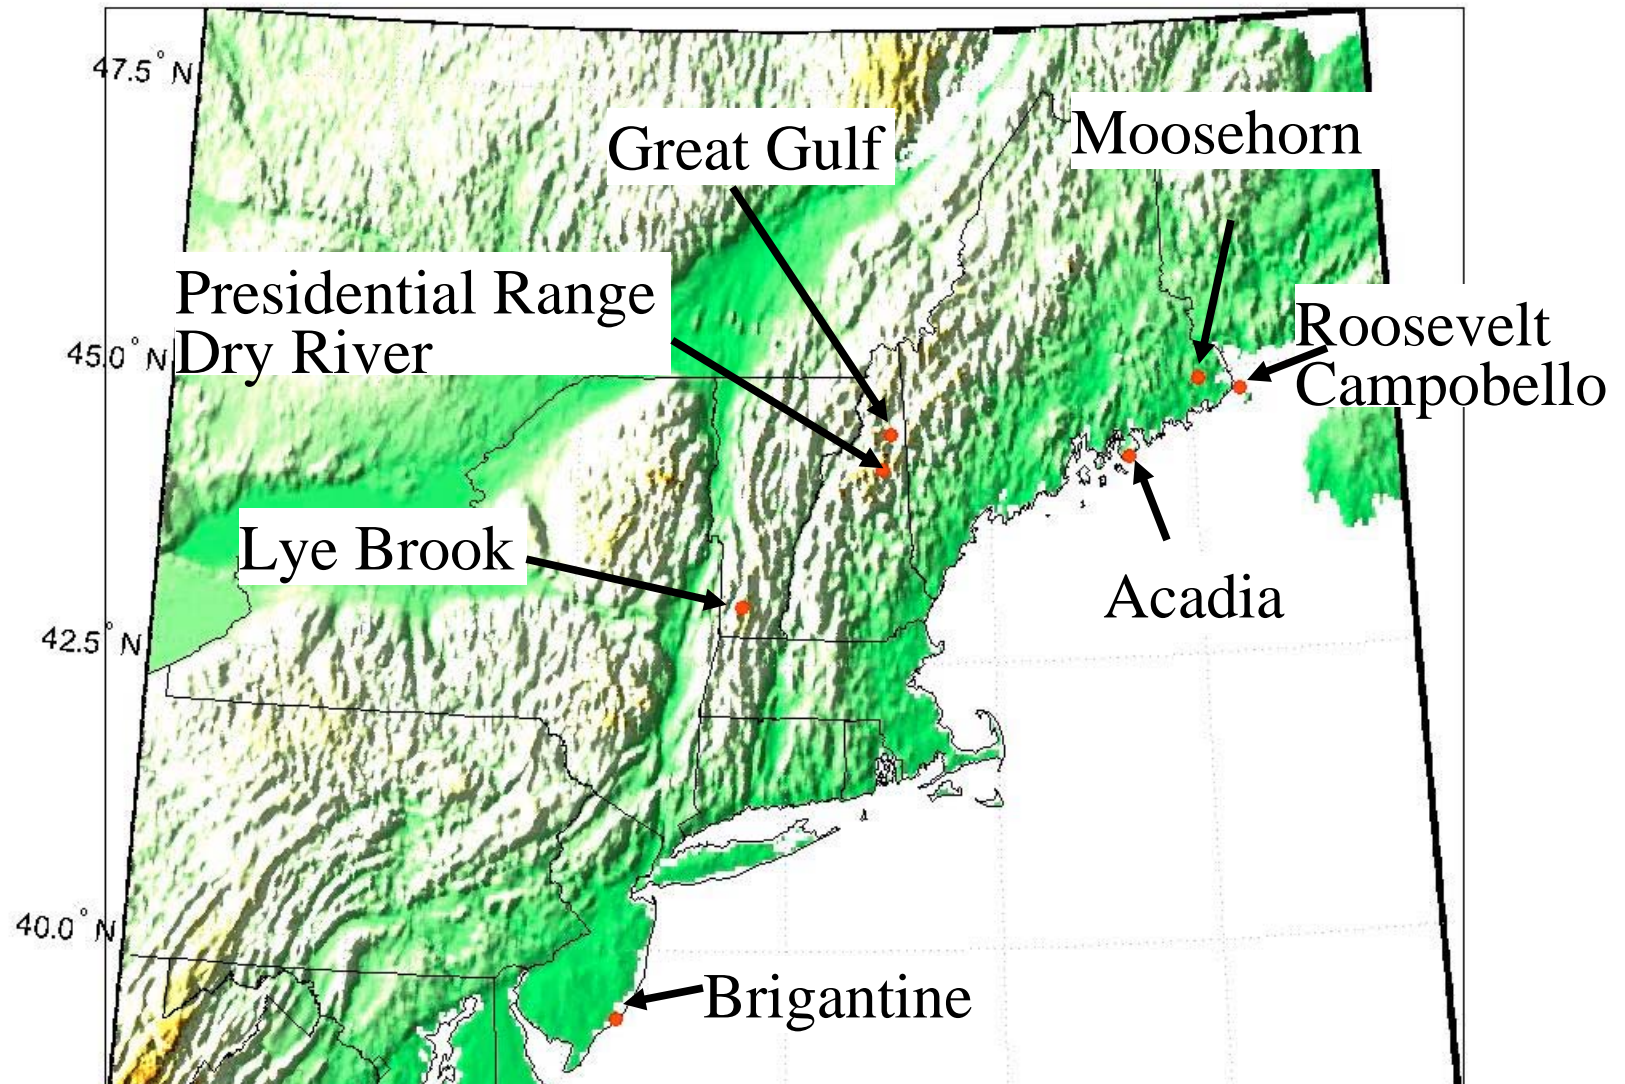 47.5° N
Great Gulf
Moosehorn
Presidential Range
Dry River
Roosevelt
Campobello
45.0° N
Lye Brook
Acadia
42.5° N
40.0° N
Brigantine